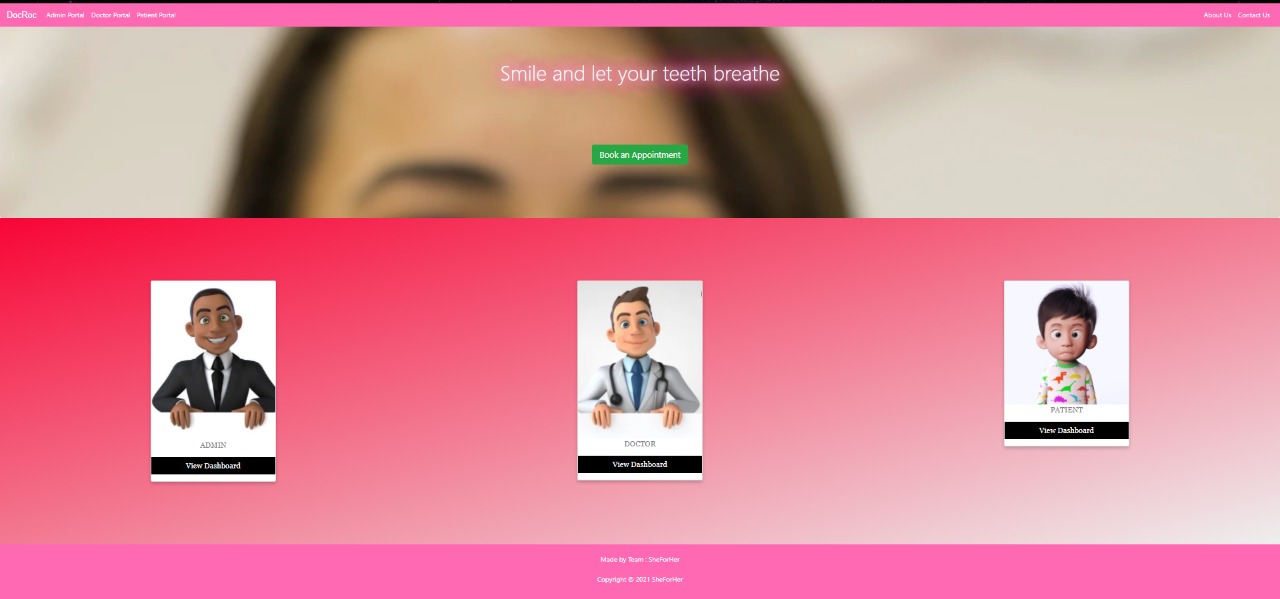 DocRoc Admin Portal Doctor Portal Patient Portal About Us Contact Us
Smile and let your teeth breathe
Book an Appointment
ADMIN
View Dashboard
DOCTOR
View Dashboard
PATIENT
View Dashboard
Made by Team : SheForHer
Copyright © 2021 SheForHer